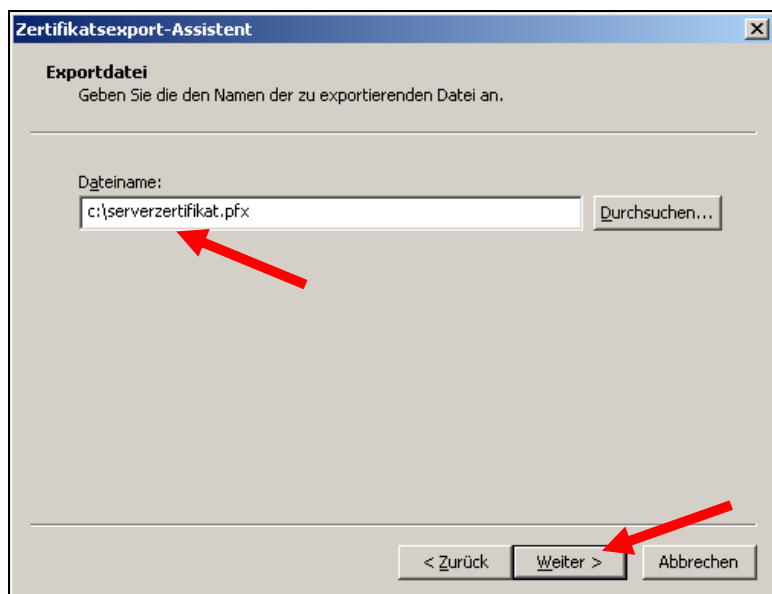 Zertifikatsexport-Assistent
Exportdatei
Geben Sie die den Namen der zu exportierenden Datei an.
Dateiname:
c:\serverzertifikat.pfx
Durchsuchen...
< Zurück
Weiter >
Abbrechen